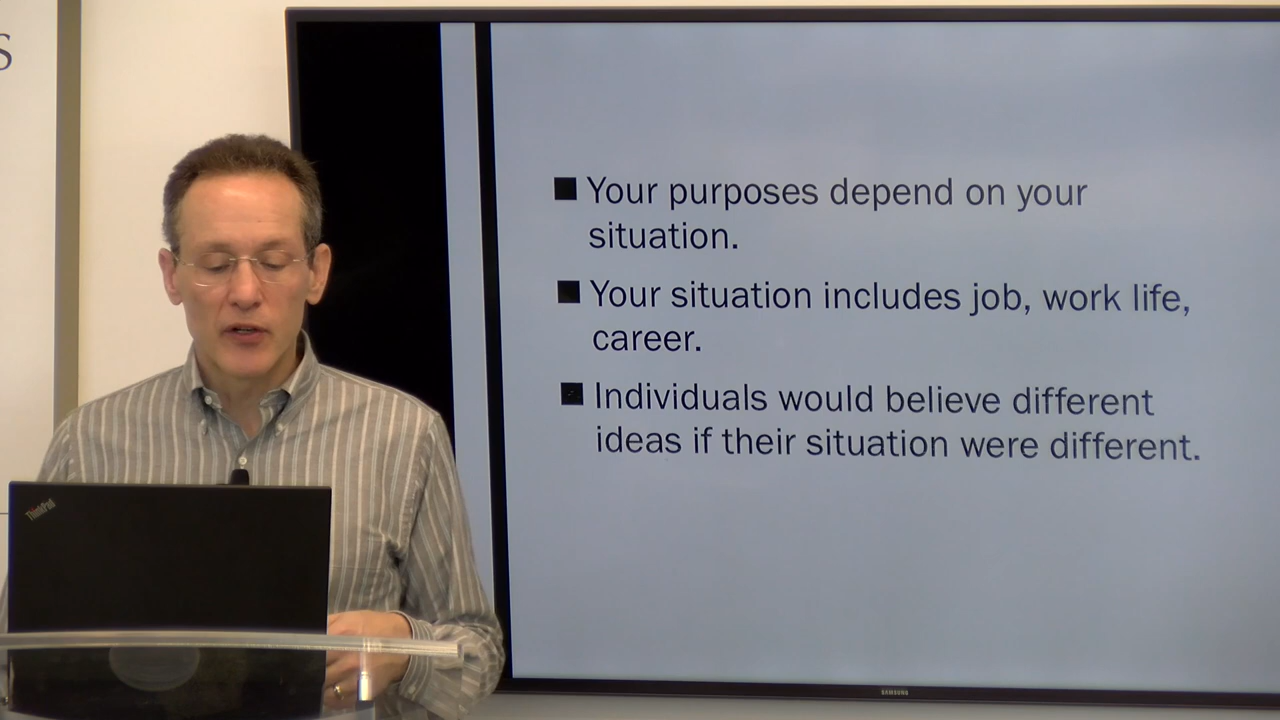 S
■ Your purposes depend on your
situation.
■ Your situation includes job, work life,
career.
■ Individuals would believe different
ideas if their situation were different.
ThinkPad
SAMSUNG